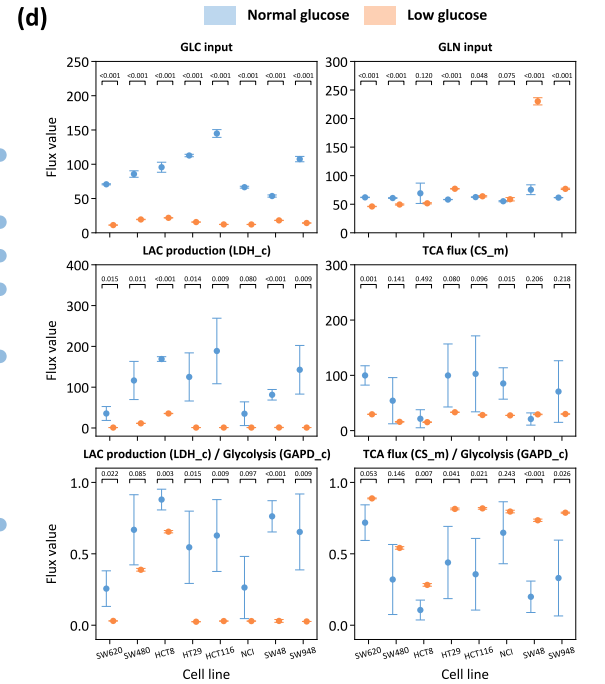 (d)
Normal glucose Low glucose
GLC input
GLN input
Flux value
250
200
150
100
50
0
<0.001 <0.001 <0.001 <0.001 <0.001 <0.001 <0.001 <0.001
300
250
200
150
100
50
0
<0.001 <0.001 0.120 <0.001 0.048 0.075 <0.001 <0.001
LAC production (LDH_c)
TCA flux (CS_m)
Flux value
400
300
200
100
0
0.015 0.011 <0.001 0.014 0.009 0.080 <0.001 0.009
300
200
100
0
0.001 0.141 0.492 0.080 0.096 0.015 0.206 0.218
LAC production (LDH_c) / Glycolysis (GAPD_c)
TCA flux (CS_m) / Glycolysis (GAPD_c)
Flux value
1.0
0.5
0.0
0.022 0.085 0.003 0.015 0.009 0.097 <0.001 0.009
1.0
0.5
0.0
0.053 0.146 0.007 0.041 0.021 0.243 <0.001 0.026
SW620 SW480 HCT8 HT29 HCT116 NCI SW48 SW948
SW620 SW480 HCT8 HT29 HCT116 NCI SW48 SW948
Cell line
Cell line